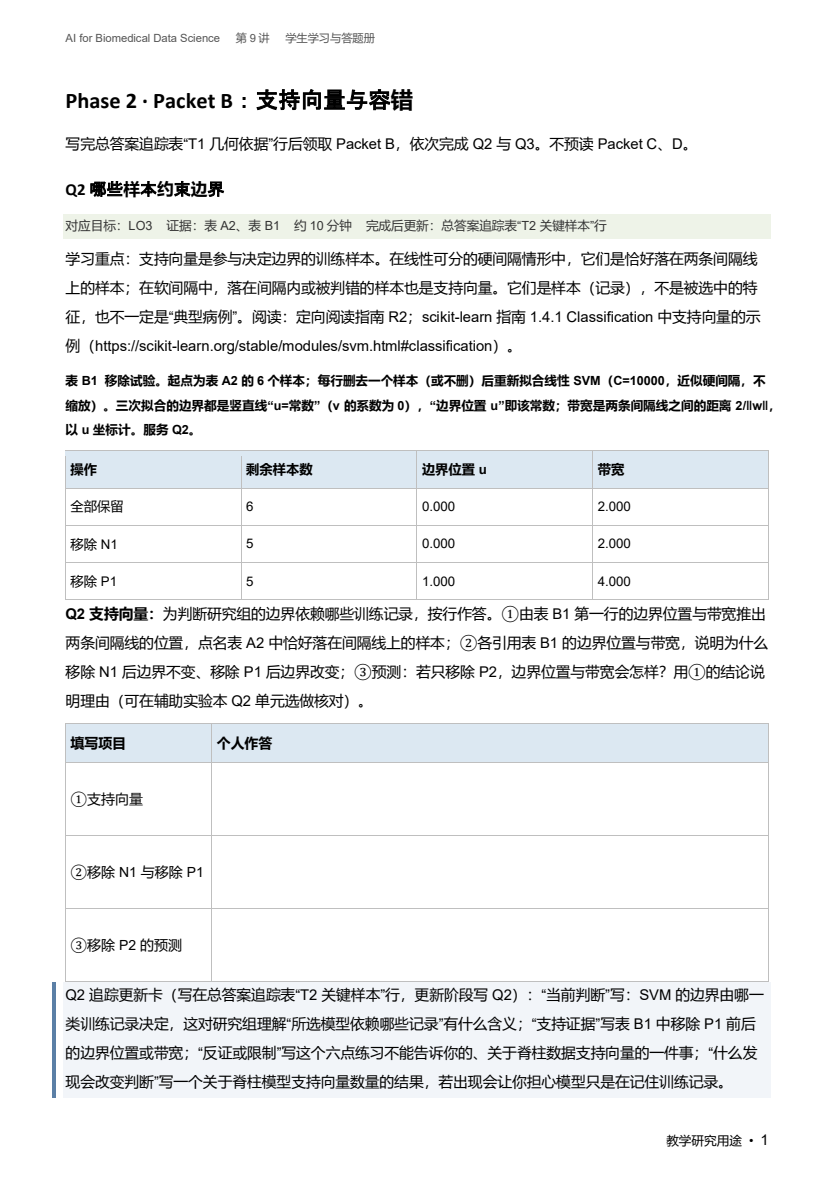 AI for Biomedical Data Science 第 9 讲 学生学习与答题册
Phase 2 · Packet B：支持向量与容错
写完总答案追踪表“T1 几何依据”行后领取 Packet B，依次完成 Q2 与 Q3。不预读 Packet C、D。
Q2 哪些样本约束边界
对应目标：LO3 证据：表 A2、表 B1 约 10 分钟 完成后更新：总答案追踪表“T2 关键样本”行
学习重点：支持向量是参与决定边界的训练样本。在线性可分的硬间隔情形中，它们是恰好落在两条间隔线
上的样本；在软间隔中，落在间隔内或被判错的样本也是支持向量。它们是样本（记录），不是被选中的特
征，也不一定是“典型病例”。阅读：定向阅读指南 R2；scikit-learn 指南 1.4.1 Classification 中支持向量的示
例（https://scikit-learn.org/stable/modules/svm.html#classification）。
表 B1 移除试验。起点为表 A2 的 6 个样本；每行删去一个样本（或不删）后重新拟合线性 SVM（C=10000，近似硬间隔，不
缩放）。三次拟合的边界都是竖直线“u=常数”（v 的系数为 0），“边界位置 u”即该常数；带宽是两条间隔线之间的距离 2/‖w‖，
以 u 坐标计。服务 Q2。
操作 剩余样本数 边界位置 u 带宽
全部保留 6 0.000 2.000
移除 N1 5 0.000 2.000
移除 P1 5 1.000 4.000
Q2 支持向量：为判断研究组的边界依赖哪些训练记录，按行作答。①由表 B1 第一行的边界位置与带宽推出
两条间隔线的位置，点名表 A2 中恰好落在间隔线上的样本；②各引用表 B1 的边界位置与带宽，说明为什么
移除 N1 后边界不变、移除 P1 后边界改变；③预测：若只移除 P2，边界位置与带宽会怎样？用①的结论说
明理由（可在辅助实验本 Q2 单元选做核对）。
填写项目 个人作答
①支持向量
②移除 N1 与移除 P1
③移除 P2 的预测
Q2 追踪更新卡（写在总答案追踪表“T2 关键样本”行，更新阶段写 Q2）：“当前判断”写：SVM 的边界由哪一
类训练记录决定，这对研究组理解“所选模型依赖哪些记录”有什么含义；“支持证据”写表 B1 中移除 P1 前后
的边界位置或带宽；“反证或限制”写这个六点练习不能告诉你的、关于脊柱数据支持向量的一件事；“什么发
现会改变判断”写一个关于脊柱模型支持向量数量的结果，若出现会让你担心模型只是在记住训练记录。
教学研究用途 • 1